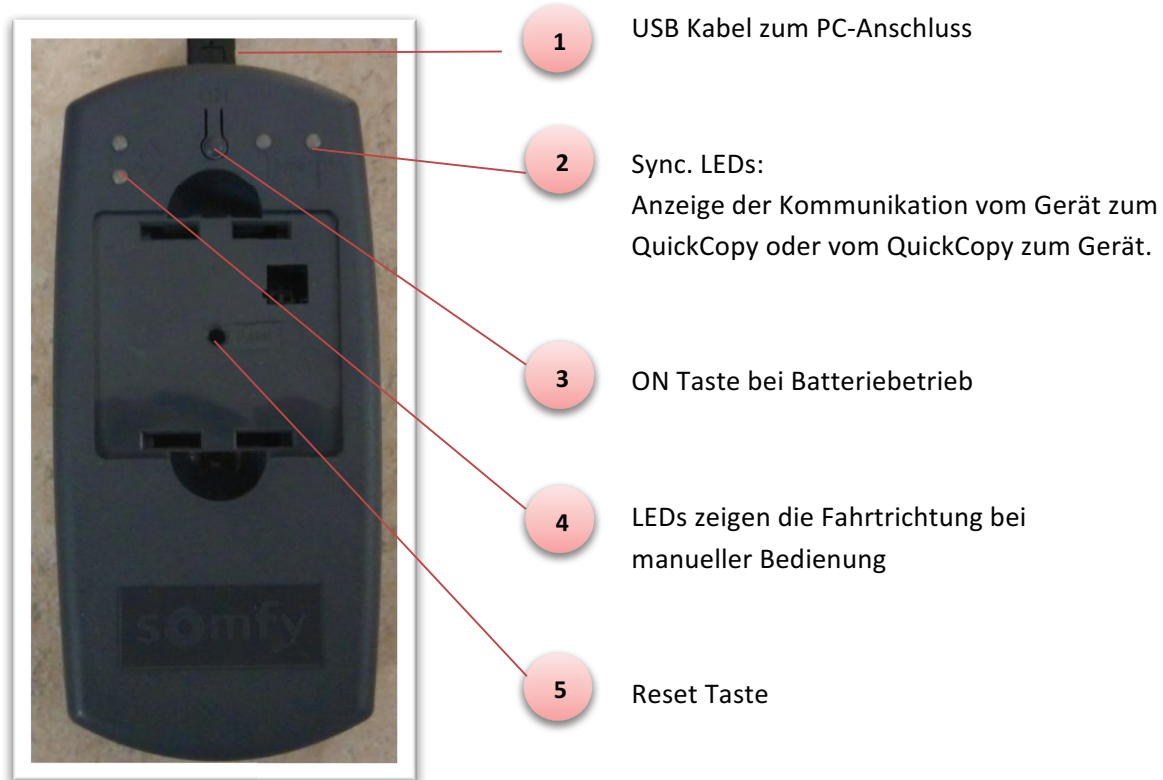 1
USB Kabel zum PC-Anschluss
2
Sync. LEDs:
Anzeige der Kommunikation vom Gerät zum
QuickCopy oder vom QuickCopy zum Gerät.
3
ON Taste bei Batteriebetrieb
4
LEDs zeigen die Fahrtrichtung bei
manueller Bedienung
5
Reset Taste
somfy